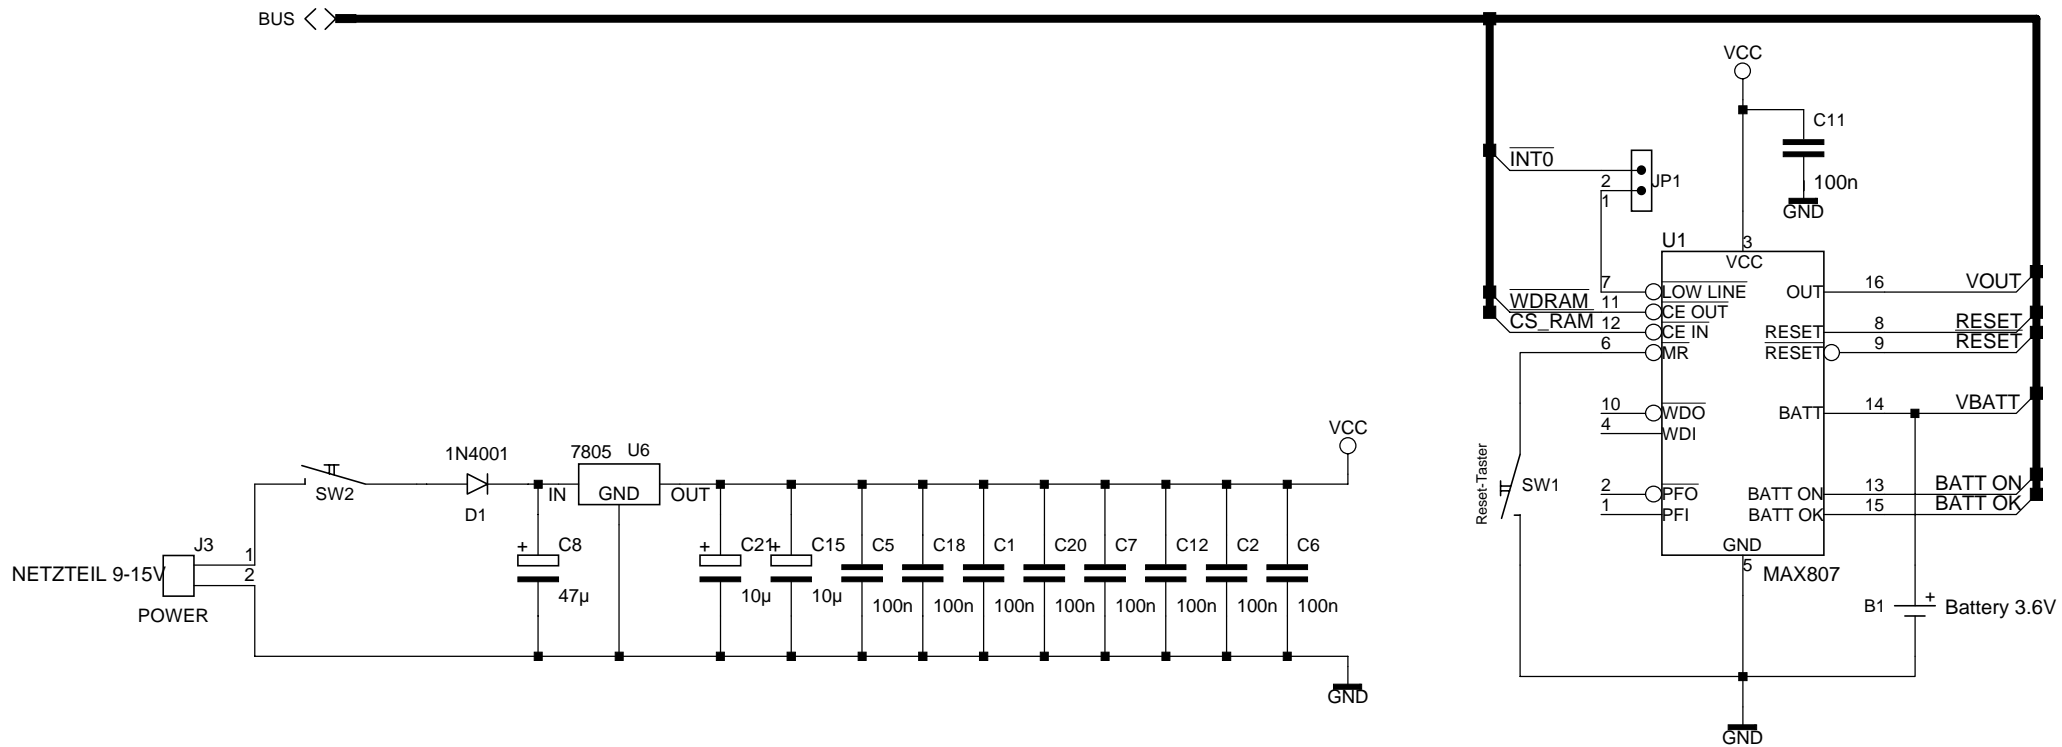 BUS
VCC
C11
100n
GND
INT0
2
JP1
1
U1
3
VCC
7
LOW LINE
OUT
16
VOUT
WDRAM
11
CE OUT
CS_RAM
12
CE IN
RESET
8
RESET
6
MR
RESET
9
RESET
10
WDO
BATT
14
VBATT
4
WDI
Reset-Taster
SW1
2
PFO
BATT ON
13
BATT ON
1
PFI
BATT OK
15
BATT OK
GND
5
MAX807
B1
+
Battery 3.6V
GND
1N4001
7805
U6
VCC
SW2
D1
IN
GND
OUT
J3
1
2
NETZTEIL 9-15V
POWER
+
C8
47µ
+
C21
10µ
+
C15
10µ
C5
100n
C18
100n
C1
100n
C20
100n
C7
100n
C12
100n
C2
100n
C6
100n
GND